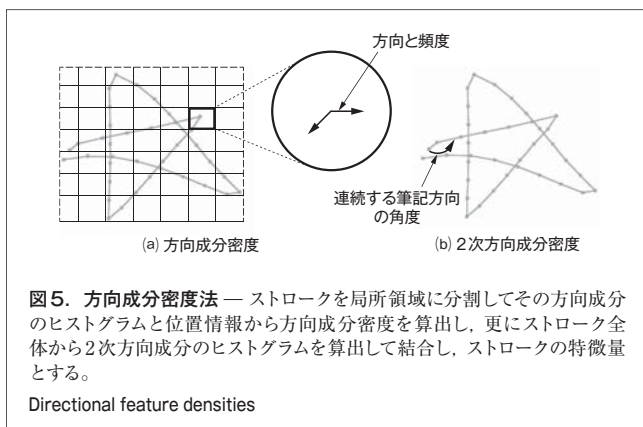 方向と頻度
連続する筆記方向
の角度
(a) 方向成分密度
(b) 2次方向成分密度
図5. 方向成分密度法 — ストロークを局所領域に分割してその方向成分
のヒストグラムと位置情報から方向成分密度を算出し，更にストローク全
体から2次方向成分のヒストグラムを算出して結合し，ストロークの特徴量
とする。
Directional feature densities